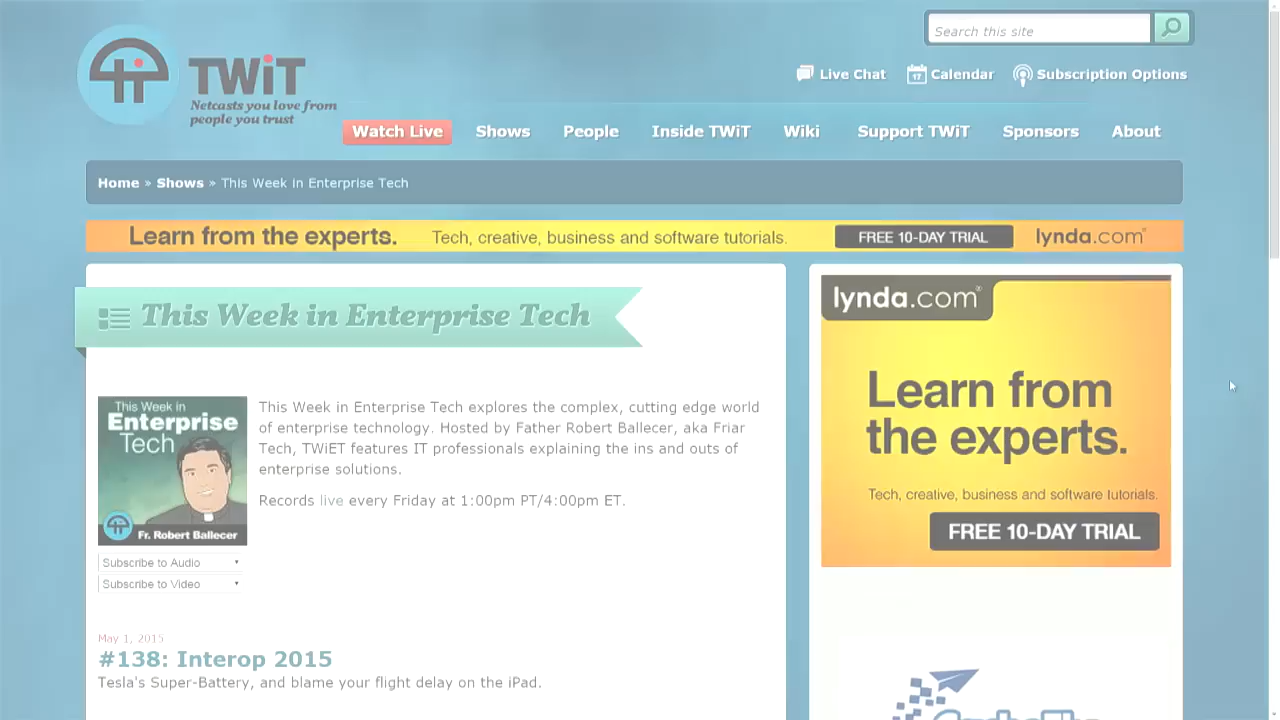 Search this site
TWiT
Netcasts you love from
people you trust
Live Chat
17
Calendar
Subscription Options
Watch Live
Shows
People
Inside TWiT
Wiki
Support TWiT
Sponsors
About
Home » Shows » This Week in Enterprise Tech
Learn from the experts. Tech, creative, business and software tutorials. FREE 10-DAY TRIAL lynda.com®
This Week in Enterprise Tech
This Week in
Enterprise
Tech
Fr. Robert Ballecer
This Week in Enterprise Tech explores the complex, cutting edge world
of enterprise technology. Hosted by Father Robert Ballecer, aka Friar
Tech, TWiET features IT professionals explaining the ins and outs of
enterprise solutions.
Records live every Friday at 1:00pm PT/4:00pm ET.
Subscribe to Audio
Subscribe to Video
May 1, 2015
#138: Interop 2015
Tesla's Super-Battery, and blame your flight delay on the iPad.
lynda.com®
Learn from
the experts.
Tech, creative, business and software tutorials.
FREE 10-DAY TRIAL